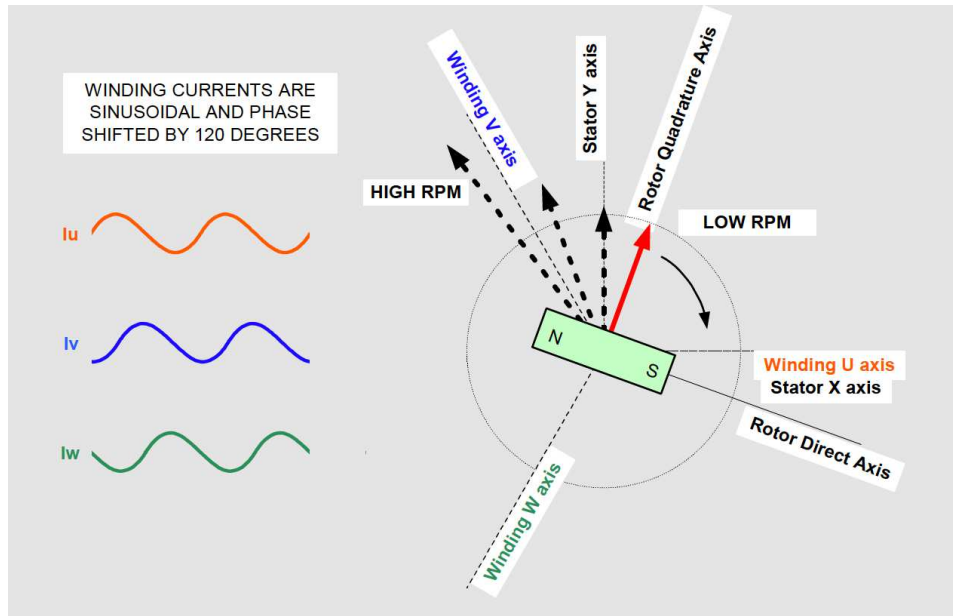 WINDING CURRENTS ARE
SINUSOIDAL AND PHASE
SHIFTED BY 120 DEGREES
Iu
Iv
Iw
HIGH RPM
Winding V axis
Stator Y axis
Rotor Quadrature Axis
LOW RPM
N
S
Winding U axis
Stator X axis
Rotor Direct Axis
Winding W axis